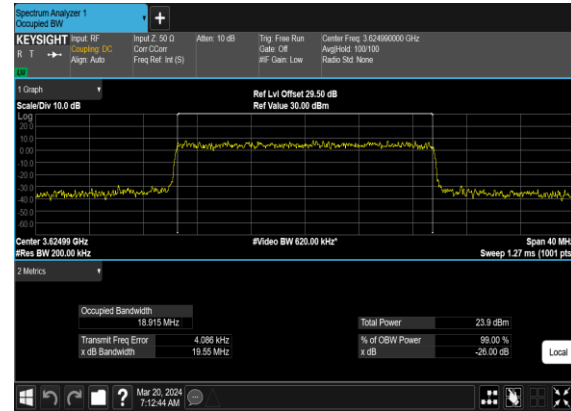 Spectrum Analyzer 1
Occupied BW
+
KEYSIGHT Input: RF Input Z: 50 Ω Atten: 10 dB Trig: Free Run Center Freq: 3.624990000 GHz
R T Coupling: DC Corr CCorr Gate: Off Avg|Hold: 100/100
Align: Auto Freq Ref: Int (S) #IF Gain: Low Radio Std: None
LW
1 Graph Ref Lvl Offset 29.50 dB
Scale/Div 10.0 dB Ref Value 30.00 dBm
Log
20.0
10.0
0.00
-10.0
-20.0
-30.0
-40.0
-50.0
-60.0
Center 3.62499 GHz #Video BW 620.00 kHz* Span 40 MHz
#Res BW 200.00 kHz Sweep 1.27 ms (1001 pts
2 Metrics
Occupied Bandwidth
18.915 MHz Total Power 23.9 dBm
Transmit Freq Error 4.086 kHz % of OBW Power 99.00 %
x dB Bandwidth 19.55 MHz x dB -26.00 dB
Local
? Mar 20, 2024
7:12:44 AM